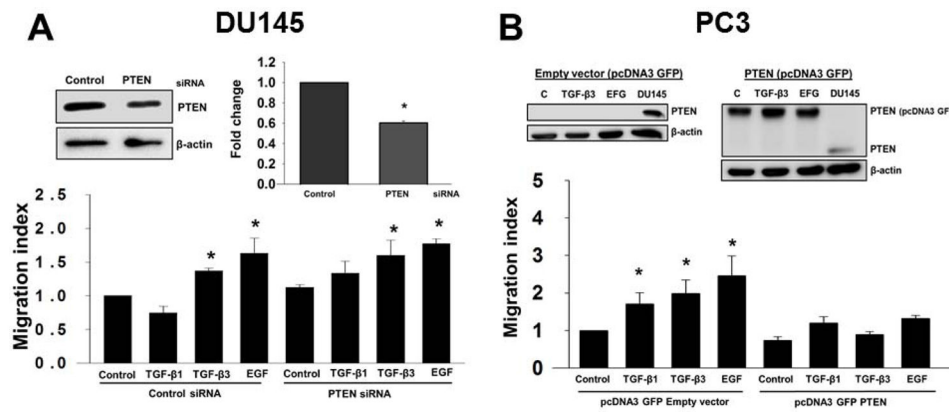 A DU145
Control PTEN siRNA
PTEN
β-actin
Fold change
1.2
1.0
0.8
0.6
0.4
0.2
0.0
*
Control PTEN siRNA
Migration index
2.0
1.5
1.0
0.5
0.0
* * * *
Control TGF-β1 TGF-β3 EGF Control TGF-β1 TGF-β3 EGF
Control siRNA PTEN siRNA
B PC3
Empty vector (pcDNA3 GFP)
C TGF-β3 EFG DU145
PTEN
β-actin
PTEN (pcDNA3 GFP)
C TGF-β3 EFG DU145
PTEN (pcDNA3 GF
PTEN
β-actin
Migration index
5
4
3
2
1
0
* * *
Control TGF-β1 TGF-β3 EGF Control TGF-β1 TGF-β3 EGF
pcDNA3 GFP Empty vector pcDNA3 GFP PTEN